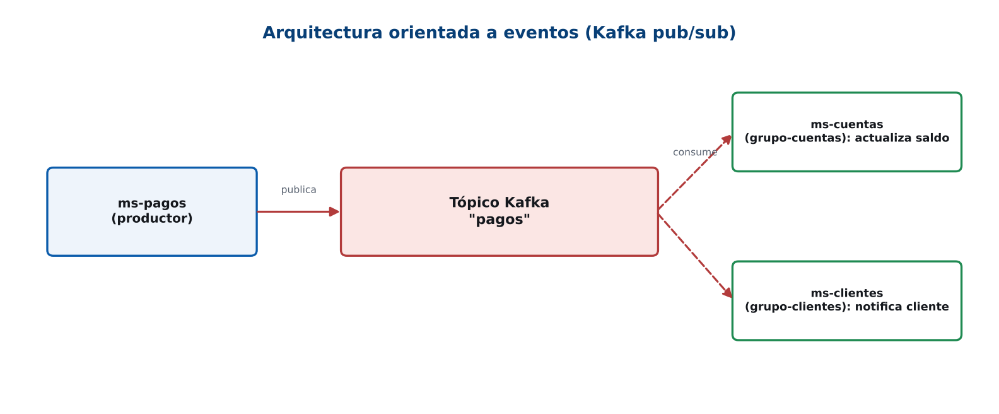 Arquitectura orientada a eventos (Kafka pub/sub)
ms-pagos
(productor)
publica
Tópico Kafka
"pagos"
consume
ms-cuentas
(grupo-cuentas): actualiza saldo
ms-clientes
(grupo-clientes): notifica cliente